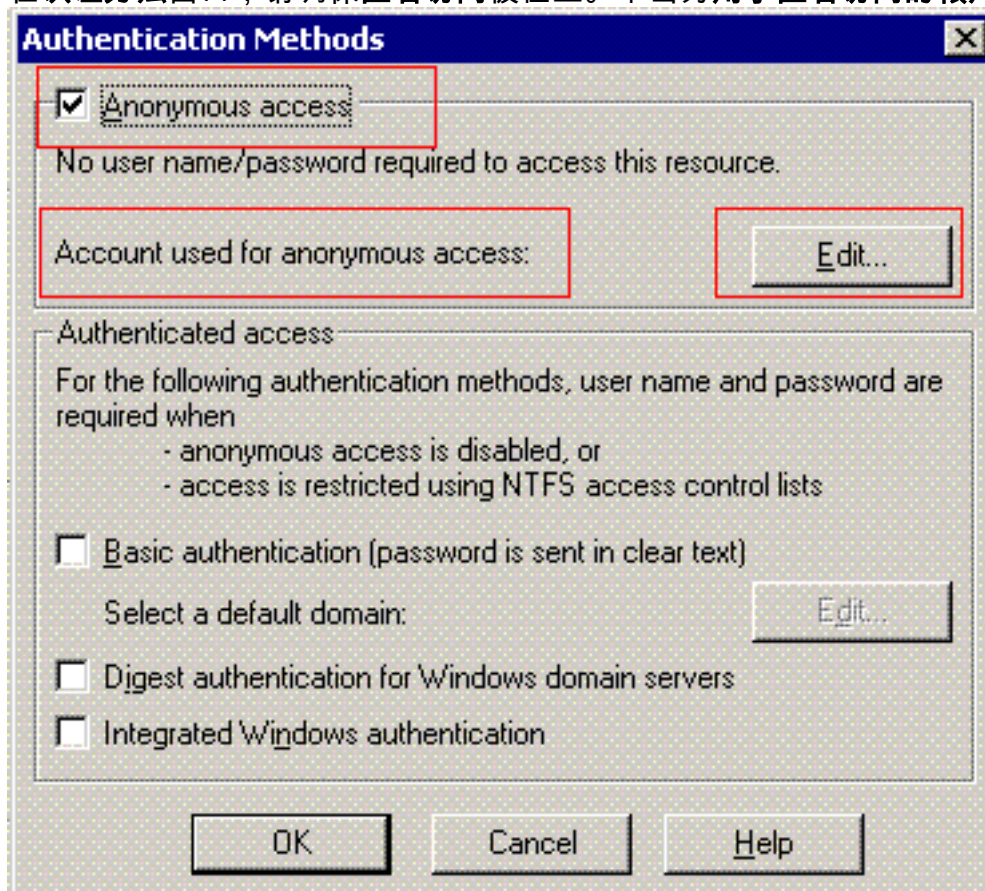 Authentication Methods
Anonymous access
No user name/password required to access this resource.
Account used for anonymous access:
Edit...
Authenticated access
For the following authentication methods, user name and password are
required when
- anonymous access is disabled, or
- access is restricted using NTFS access control lists
Basic authentication (password is sent in clear text)
Select a default domain:
Edit...
Digest authentication for Windows domain servers
Integrated Windows authentication
OK
Cancel
Help